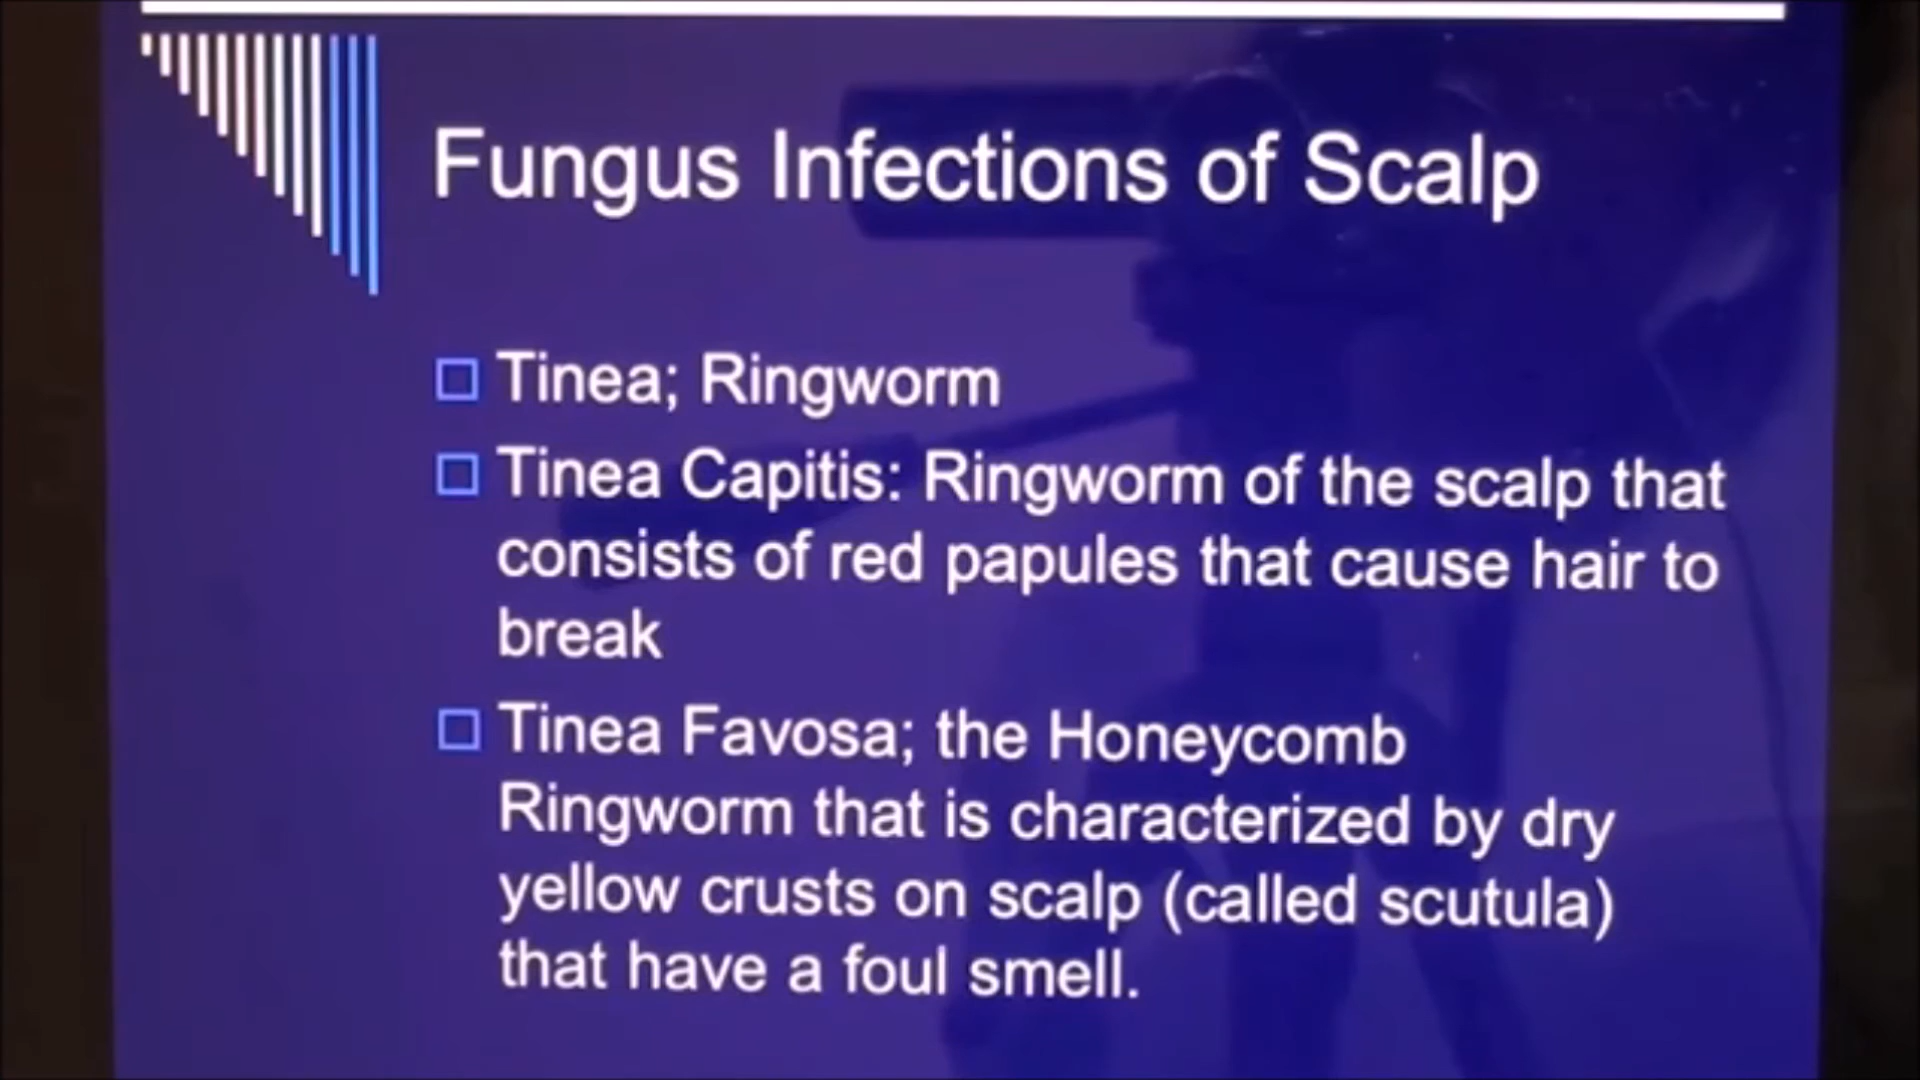 Fungus Infections of Scalp
Tinea; Ringworm
Tinea Capitis: Ringworm of the scalp that
consists of red papules that cause hair to
break
Tinea Favosa; the Honeycomb
Ringworm that is characterized by dry
yellow crusts on scalp (called scutula)
that have a foul smell.